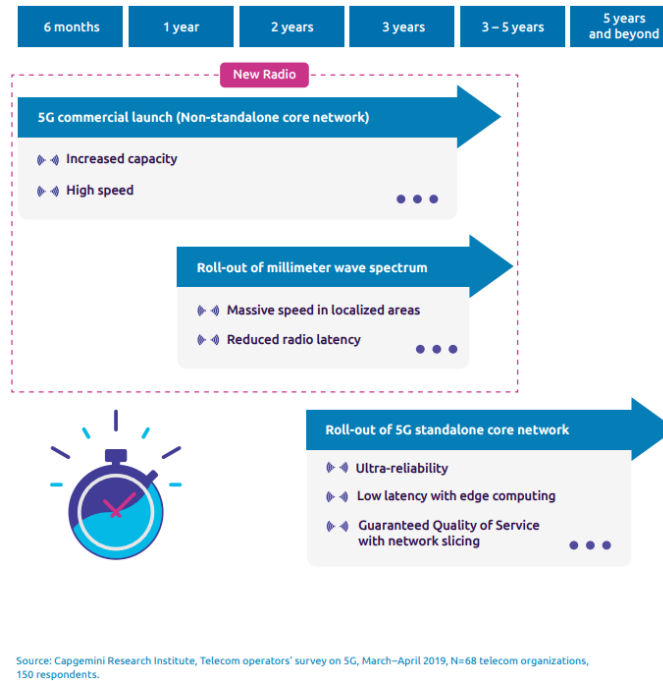 6 months
1 year
2 years
3 years
3 – 5 years
5 years
and beyond
New Radio
5G commercial launch (Non-standalone core network)
Increased capacity
High speed
Roll-out of millimeter wave spectrum
Massive speed in localized areas
Reduced radio latency
Roll-out of 5G standalone core network
Ultra-reliability
Low latency with edge computing
Guaranteed Quality of Service
with network slicing
Source: Capgemini Research Institute, Telecom operators' survey on 5G, March–April 2019, N=68 telecom organizations,
150 respondents.